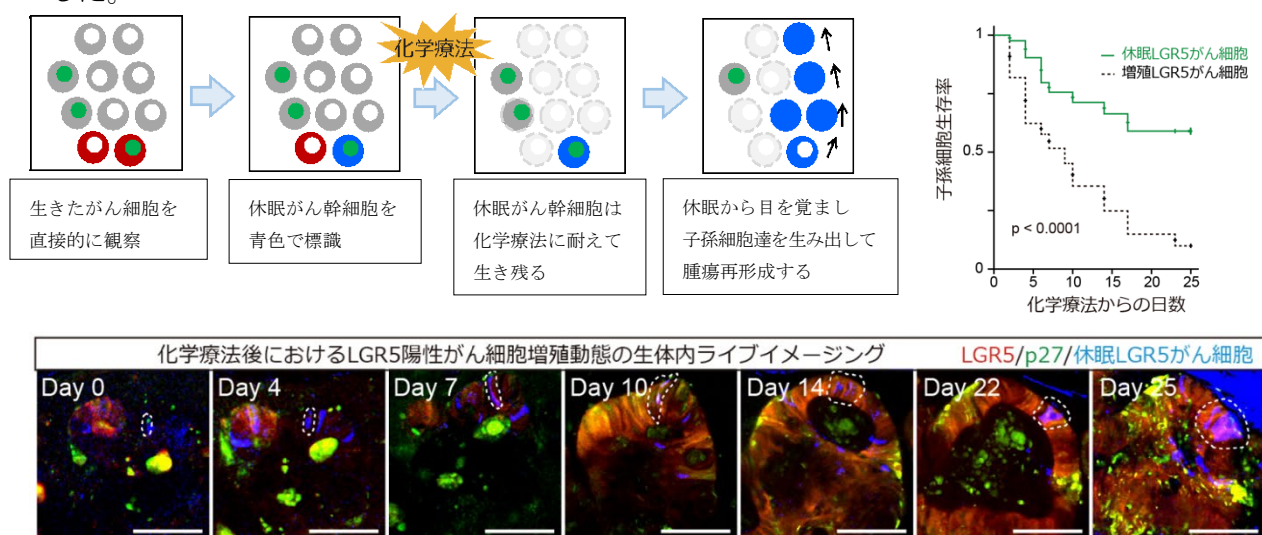 した。
化学療法
生きたがん細胞を
直接的に観察
休眠がん幹細胞を
青色で標識
休眠がん幹細胞は
化学療法に耐えて
生き残る
休眠から目を覚まし
子孫細胞達を生み出して
腫瘍再形成する
子孫細胞生存率
1
0.5
0
休眠LGR5がん細胞
増殖LGR5がん細胞
p < 0.0001
0 5 10 15 20 25
化学療法からの日数
化学療法後におけるLGR5陽性がん細胞増殖動態の生体内ライブイメージング LGR5/p27/休眠LGR5がん細胞
Day 0 Day 4 Day 7 Day 10 Day 14 Day 22 Day 25